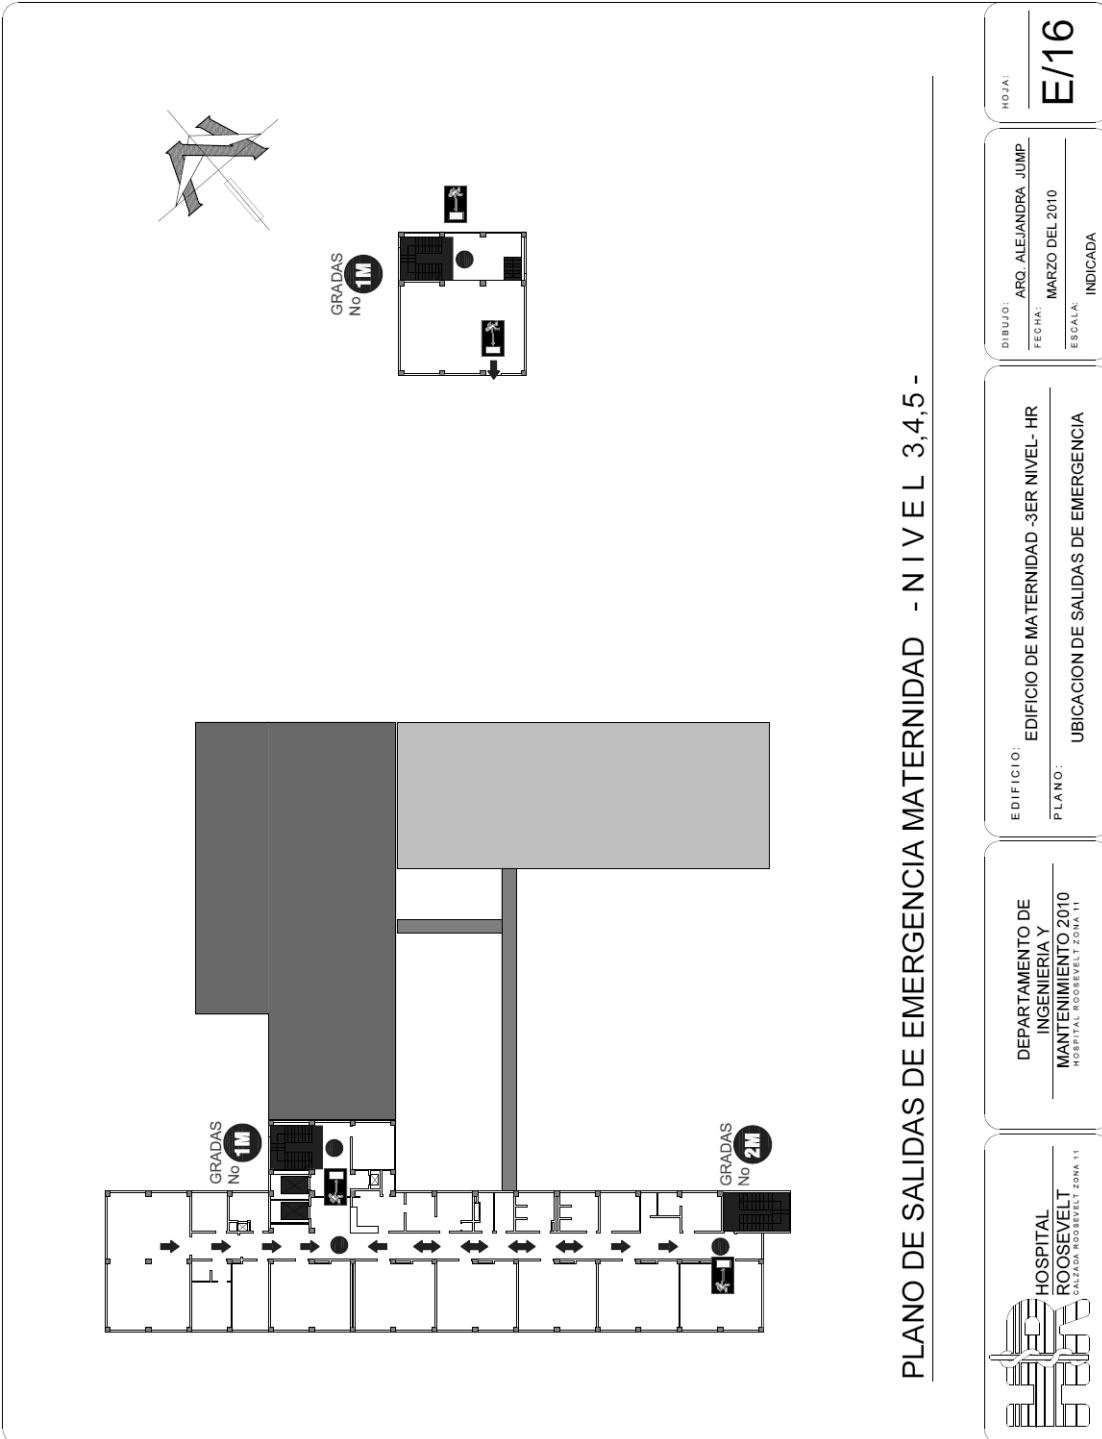 GRADAS
No 1M
GRADAS
No 1M
GRADAS
No 2M
PLANO DE SALIDAS DE EMERGENCIA MATERNIDAD - N I V E L 3,4,5 -
HR
HOSPITAL
ROOSEVELT
CALZADA ROOSEVELT ZONA 11
DEPARTAMENTO DE
INGENIERIA Y
MANTENIMIENTO 2010
HOSPITAL ROOSEVELT ZONA 11
EDIFICIO:
EDIFICIO DE MATERNIDAD -3ER NIVEL- HR
PLANO:
UBICACION DE SALIDAS DE EMERGENCIA
DIBUJO:
ARQ. ALEJANDRA JUMP
FECHA:
MARZO DEL 2010
ESCALA:
INDICADA
HOJA:
E/16